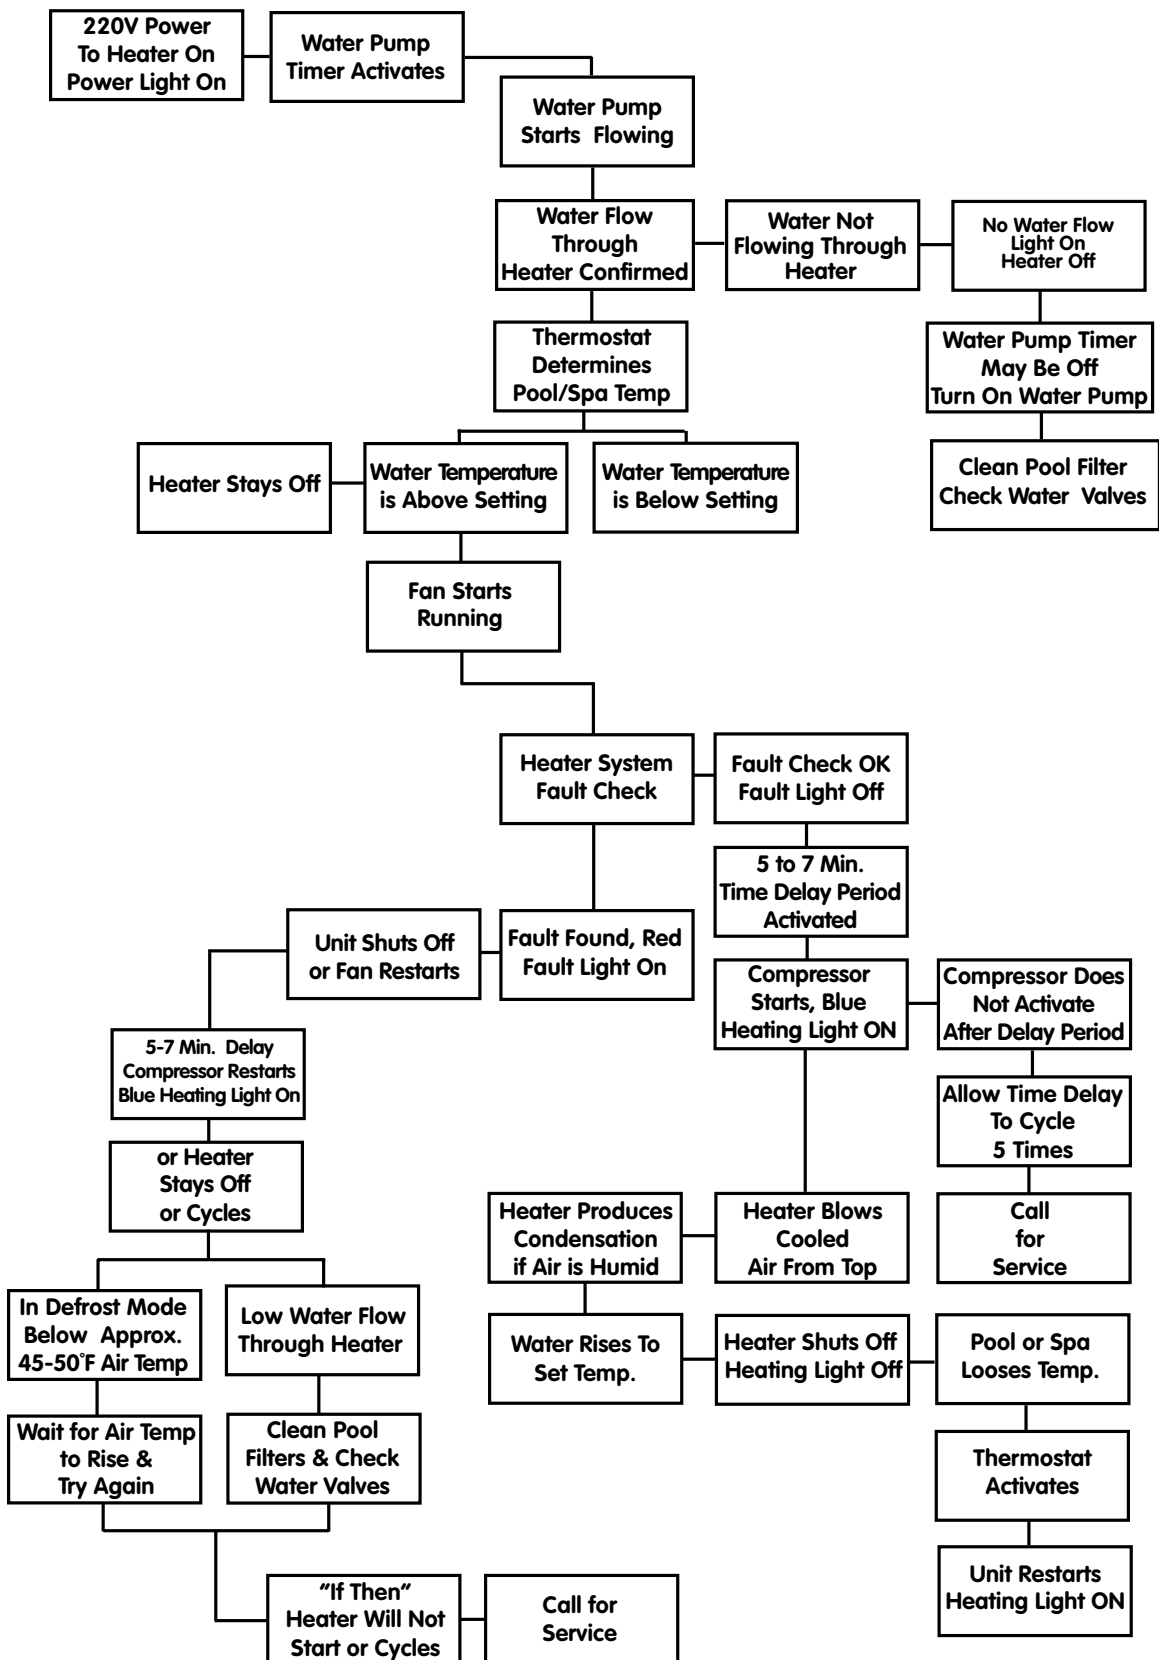 220V Power
To Heater On
Power Light On
Water Pump
Timer Activates
Water Pump
Starts Flowing
Water Flow
Through
Heater Confirmed
Water Not
Flowing Through
Heater
No Water Flow
Light On
Heater Off
Thermostat
Determines
Pool/Spa Temp
Water Pump Timer
May Be Off
Turn On Water Pump
Heater Stays Off
Water Temperature
is Above Setting
Water Temperature
is Below Setting
Clean Pool Filter
Check Water Valves
Fan Starts
Running
Heater System
Fault Check
Fault Check OK
Fault Light Off
5 to 7 Min.
Time Delay Period
Activated
Unit Shuts Off
or Fan Restarts
Fault Found, Red
Fault Light On
Compressor
Starts, Blue
Heating Light ON
Compressor Does
Not Activate
After Delay Period
5-7 Min. Delay
Compressor Restarts
Blue Heating Light On
Allow Time Delay
To Cycle
5 Times
or Heater
Stays Off
or Cycles
Heater Produces
Condensation
if Air is Humid
Heater Blows
Cooled
Air From Top
Call
for
Service
In Defrost Mode
Below Approx.
45-50°F Air Temp
Low Water Flow
Through Heater
Water Rises To
Set Temp.
Heater Shuts Off
Heating Light Off
Pool or Spa
Looses Temp.
Wait for Air Temp
to Rise &
Try Again
Clean Pool
Filters & Check
Water Valves
Thermostat
Activates
"If Then"
Heater Will Not
Start or Cycles
Call for
Service
Unit Restarts
Heating Light ON